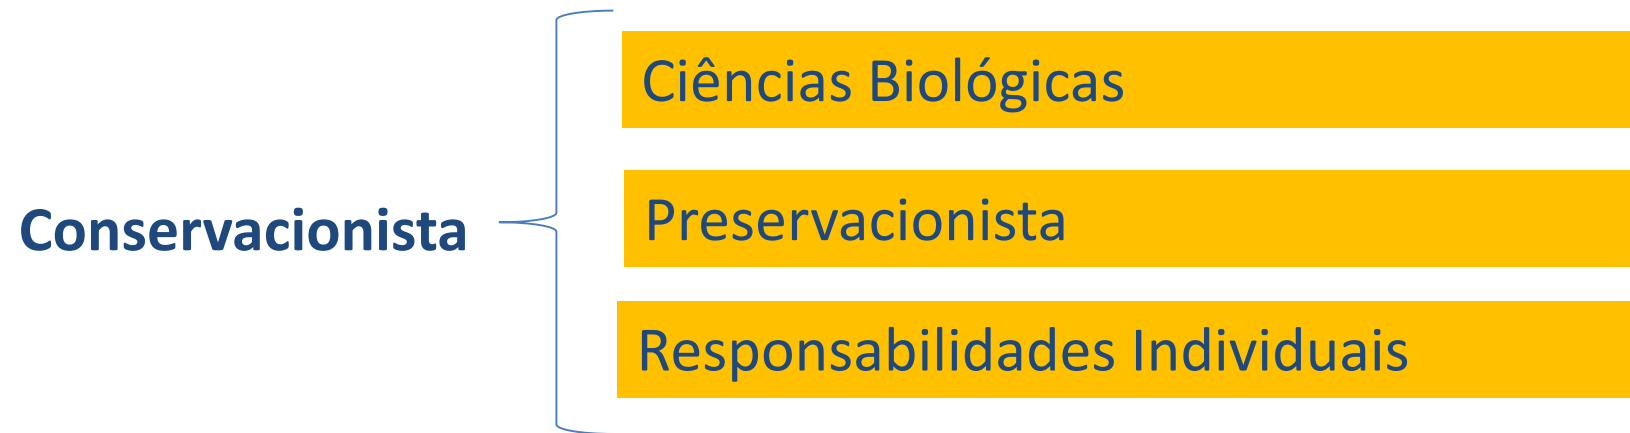 Ciências Biológicas
Preservacionista
Conservacionista
Responsabilidades Individuais